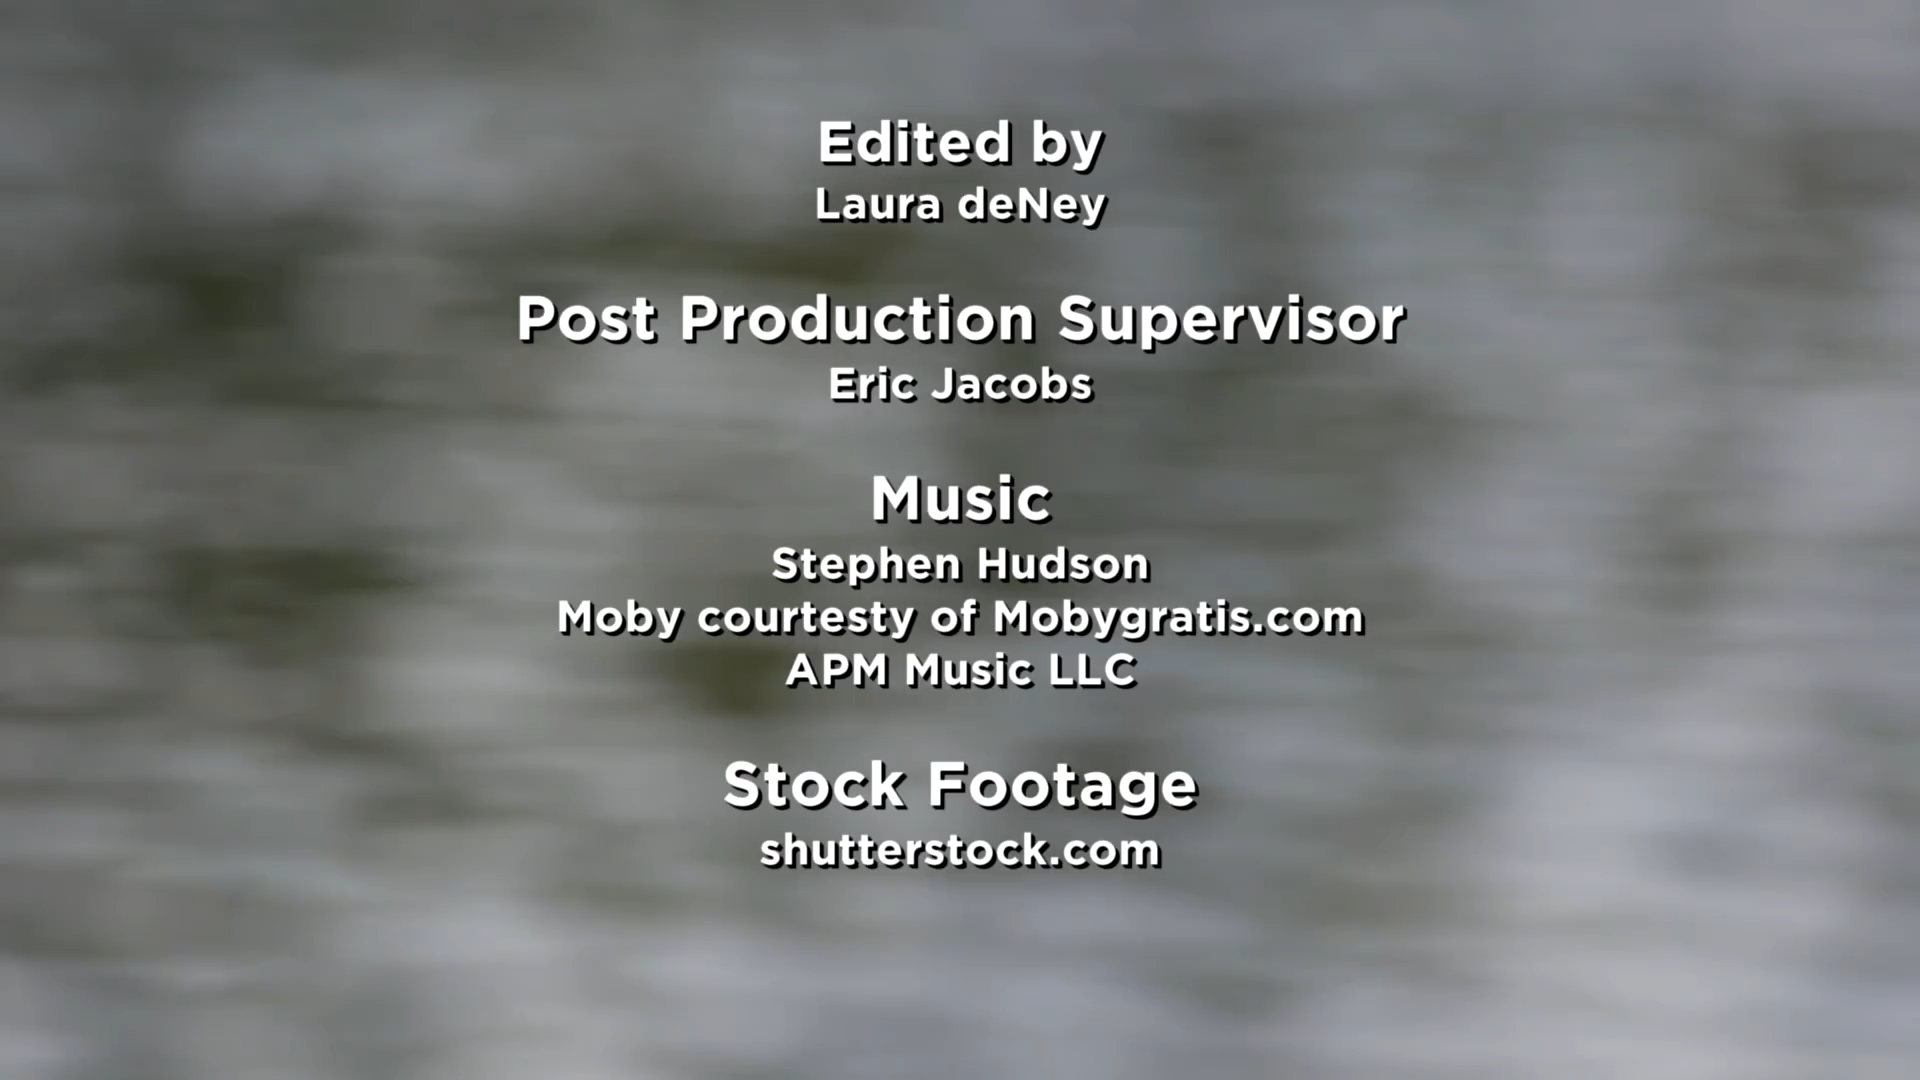 Edited by
Laura deNey
Post Production Supervisor
Eric Jacobs
Music
Stephen Hudson
Moby courtesty of Mobygratis.com
APM Music LLC
Stock Footage
shutterstock.com